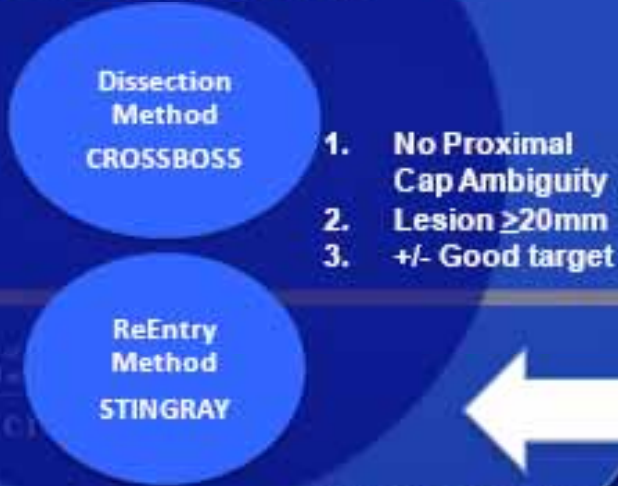 Dissection
Method
CROSSBOSS
1. No Proximal
Cap Ambiguity
2. Lesion ≥20mm
3. +/- Good target
ReEntry
Method
STINGRAY